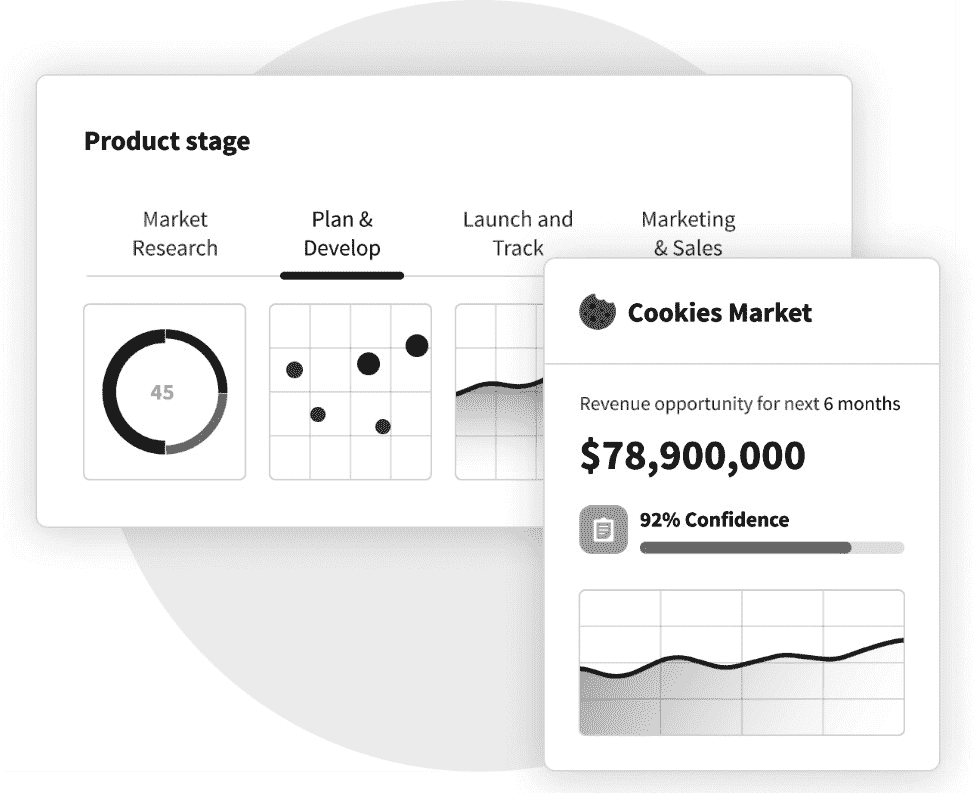 Product stage
Market
Research
Plan &
Develop
Launch and
Track
Marketing
& Sales
45
Cookies Market
Revenue opportunity for next 6 months
$78,900,000
92% Confidence